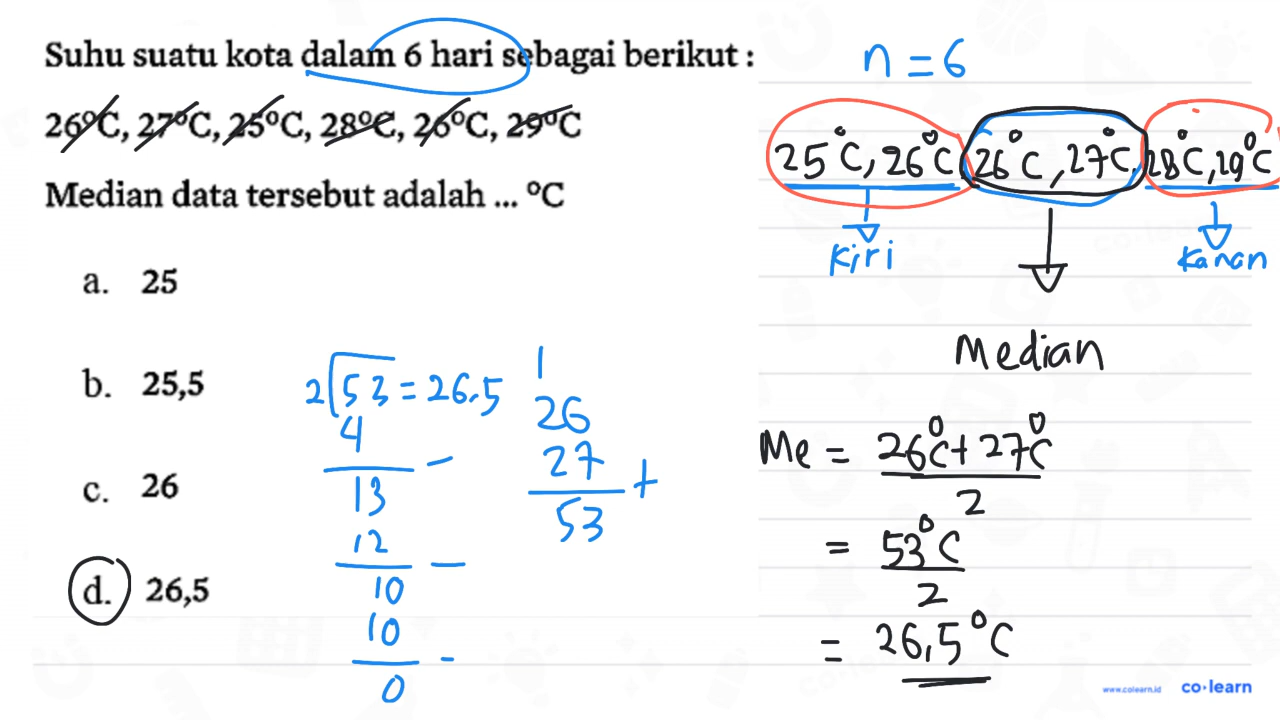 Suhu suatu kota dalam 6 hari sebagai berikut :
26°C, 27°C, 25°C, 28°C, 26°C, 29°C
Median data tersebut adalah ... °C
a. 25
b. 25,5
c. 26
d. 26,5
2 53 = 26,5
4 -
13
12 -
10
10 -
0
1
26
27 +
53
n = 6
25°C, 26°C, 26°C, 27°C, 28°C, 29°C
Kiri
Kanan
Median
Me = 26°C + 27°C
2
= 53°C
2
= 26,5°C
www.colearn.id co·learn